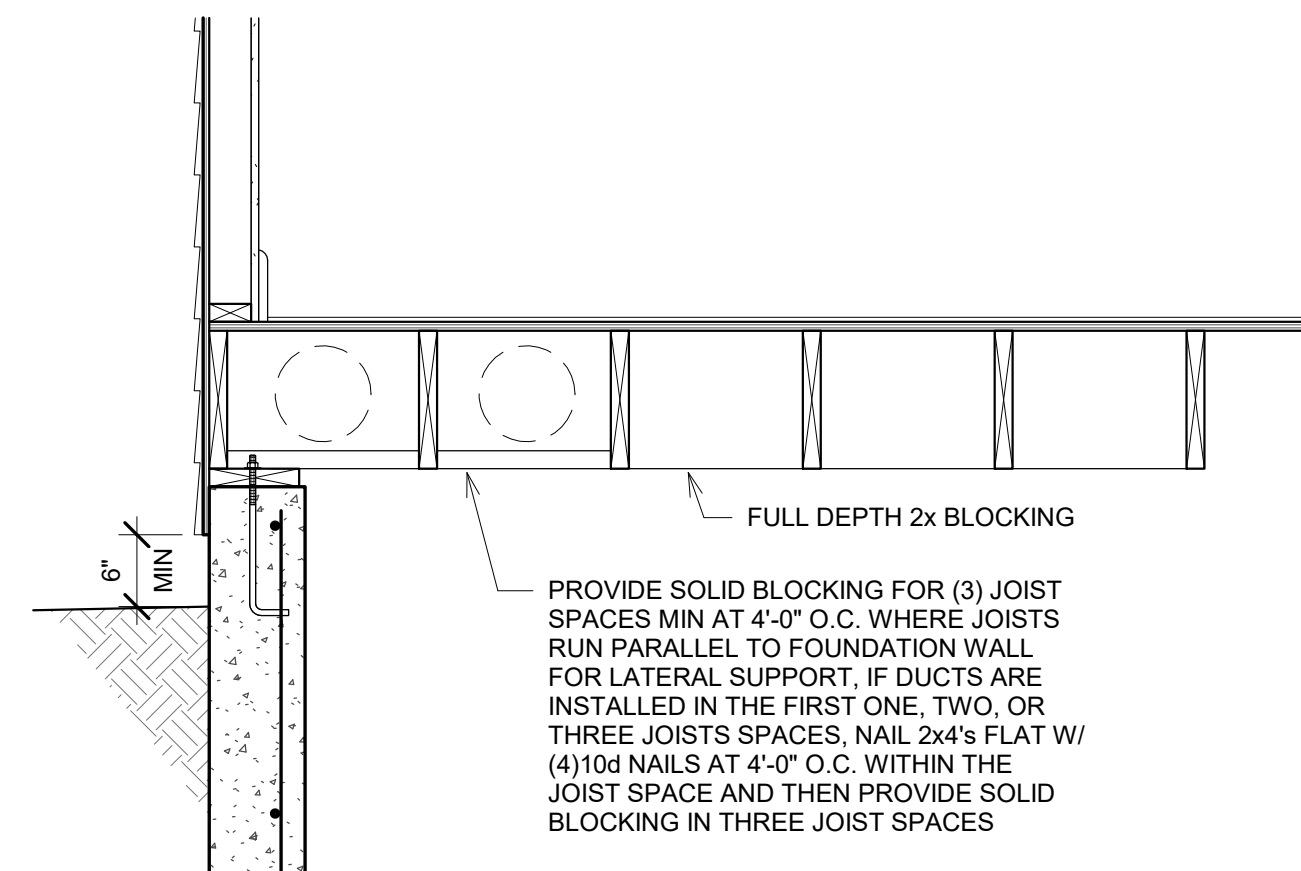 FULL DEPTH 2x BLOCKING
6"
MIN
PROVIDE SOLID BLOCKING FOR (3) JOIST
SPACES MIN AT 4'-0" O.C. WHERE JOISTS
RUN PARALLEL TO FOUNDATION WALL
FOR LATERAL SUPPORT, IF DUCTS ARE
INSTALLED IN THE FIRST ONE, TWO, OR
THREE JOISTS SPACES, NAIL 2x4's FLAT W/
(4)10d NAILS AT 4'-0" O.C. WITHIN THE
JOIST SPACE AND THEN PROVIDE SOLID
BLOCKING IN THREE JOIST SPACES